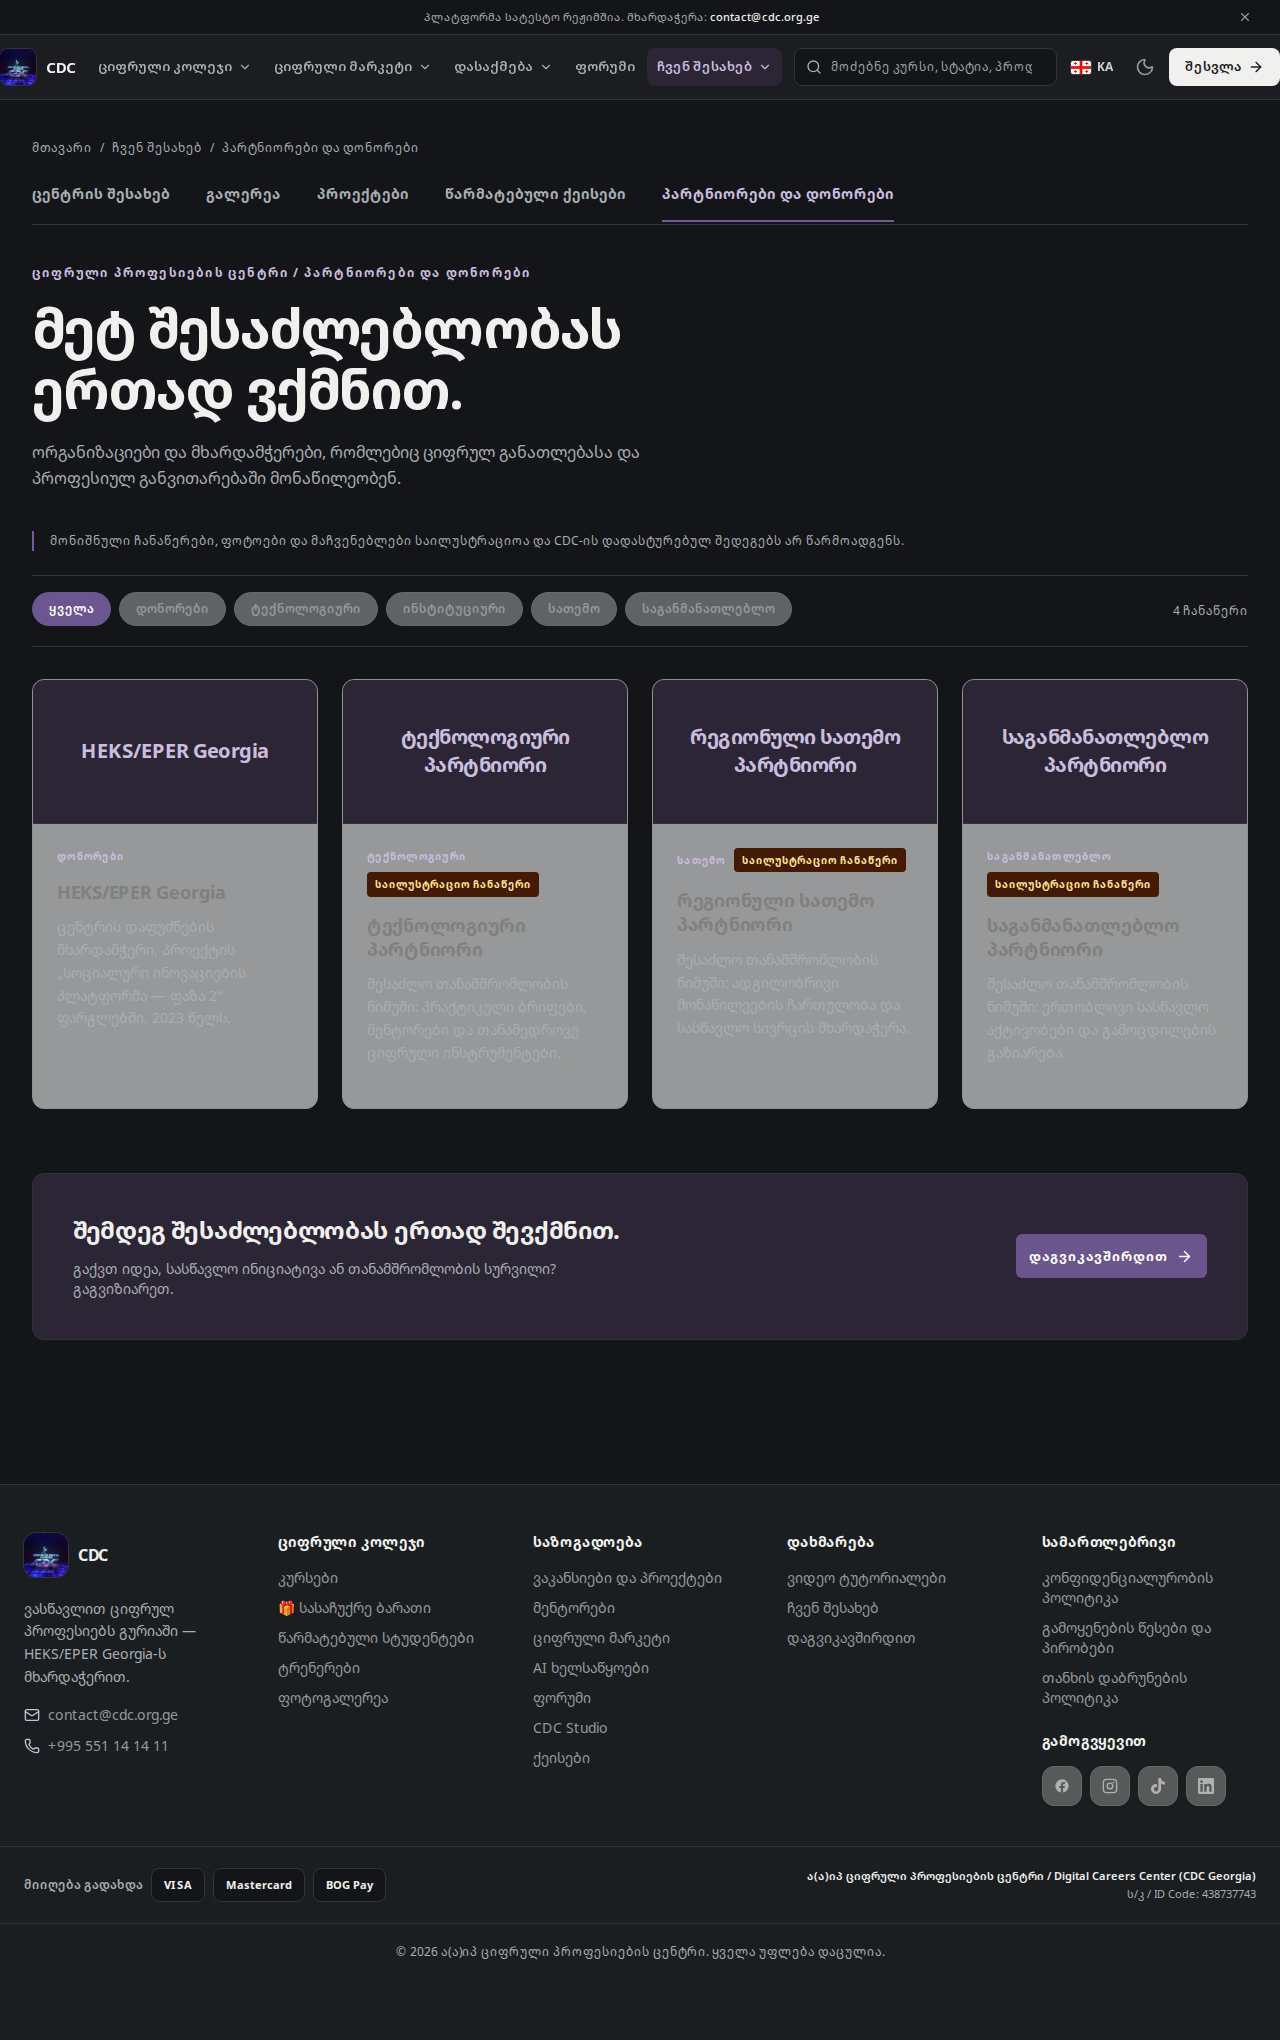 პლატფორმა სატესტო რეჟიმშია. მხარდაჭერა: contact@cdc.org.ge
CDC
ციფრული კოლეჯი
ციფრული მარკეტი
დასაქმება
ფორუმი
ჩვენ შესახებ
მოძებნე კურსი, სტატია, პროდ
KA
შესვლა
მთავარი / ჩვენ შესახებ / პარტნიორები და დონორები
ცენტრის შესახებ
გალერეა
პროექტები
წარმატებული ქეისები
პარტნიორები და დონორები
ციფრული პროფესიების ცენტრი / პარტნიორები და დონორები
მეტ შესაძლებლობას
ერთად ვქმნით.
ორგანიზაციები და მხარდამჭერები, რომლებიც ციფრულ განათლებასა და
პროფესიულ განვითარებაში მონაწილეობენ.
მონიშნული ჩანაწერები, ფოტოები და მაჩვენებლები საილუსტრაციოა და CDC-ის დადასტურებულ შედეგებს არ წარმოადგენს.
ყველა
დონორები
ტექნოლოგიური
ინსტიტუციური
სათემო
საგანმანათლებლო
4 ჩანაწერი
HEKS/EPER Georgia
დონორები
HEKS/EPER Georgia
ცენტრის დაფუძნების
მხარდამჭერი, პროექტის
„სოციალური ინოვაციების
პლატფორმა — ფაზა 2“
ფარგლებში, 2023 წელს.
ტექნოლოგიური
პარტნიორი
ტექნოლოგიური
საილუსტრაციო ჩანაწერი
ტექნოლოგიური
პარტნიორი
შესაძლო თანამშრომლობის
ნიმუში: პრაქტიკული ბრიფები,
მენტორები და თანამედროვე
ციფრული ინსტრუმენტები.
რეგიონული სათემო
პარტნიორი
სათემო
საილუსტრაციო ჩანაწერი
რეგიონული სათემო
პარტნიორი
შესაძლო თანამშრომლობის
ნიმუში: ადგილობრივი
მონაწილეების ჩართულობა და
სასწავლო სივრცის მხარდაჭერა.
საგანმანათლებლო
პარტნიორი
საგანმანათლებლო
საილუსტრაციო ჩანაწერი
საგანმანათლებლო
პარტნიორი
შესაძლო თანამშრომლობის
ნიმუში: ერთობლივი სასწავლო
აქტივობები და გამოცდილების
გაზიარება.
შემდეგ შესაძლებლობას ერთად შევქმნით.
გაქვთ იდეა, სასწავლო ინიციატივა ან თანამშრომლობის სურვილი?
გაგვიზიარეთ.
დაგვიკავშირდით
CDC
ვასწავლით ციფრულ
პროფესიებს გურიაში —
HEKS/EPER Georgia-ს
მხარდაჭერით.
contact@cdc.org.ge
+995 551 14 14 11
ციფრული კოლეჯი
კურსები
🎁 სასაჩუქრე ბარათი
წარმატებული სტუდენტები
ტრენერები
ფოტოგალერეა
საზოგადოება
ვაკანსიები და პროექტები
მენტორები
ციფრული მარკეტი
AI ხელსაწყოები
ფორუმი
CDC Studio
ქეისები
დახმარება
ვიდეო ტუტორიალები
ჩვენ შესახებ
დაგვიკავშირდით
სამართლებრივი
კონფიდენციალურობის
პოლიტიკა
გამოყენების წესები და
პირობები
თანხის დაბრუნების
პოლიტიკა
გამოგვყევით
მიიღება გადახდა
VISA
Mastercard
BOG Pay
ა(ა)იპ ციფრული პროფესიების ცენტრი / Digital Careers Center (CDC Georgia)
ს/კ / ID Code: 438737743
© 2026 ა(ა)იპ ციფრული პროფესიების ცენტრი. ყველა უფლება დაცულია.